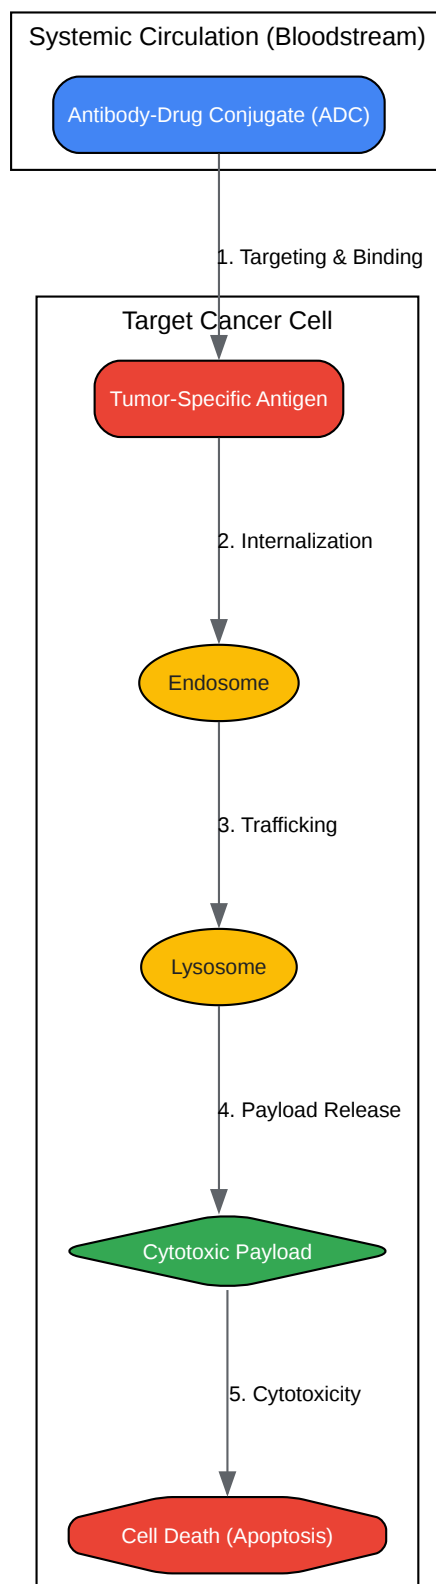 Systemic Circulation (Bloodstream)
Antibody-Drug Conjugate (ADC)
1. Targeting & Binding
Target Cancer Cell
Tumor-Specific Antigen
2. Internalization
Endosome
3. Trafficking
Lysosome
4. Payload Release
Cytotoxic Payload
5. Cytotoxicity
Cell Death (Apoptosis)